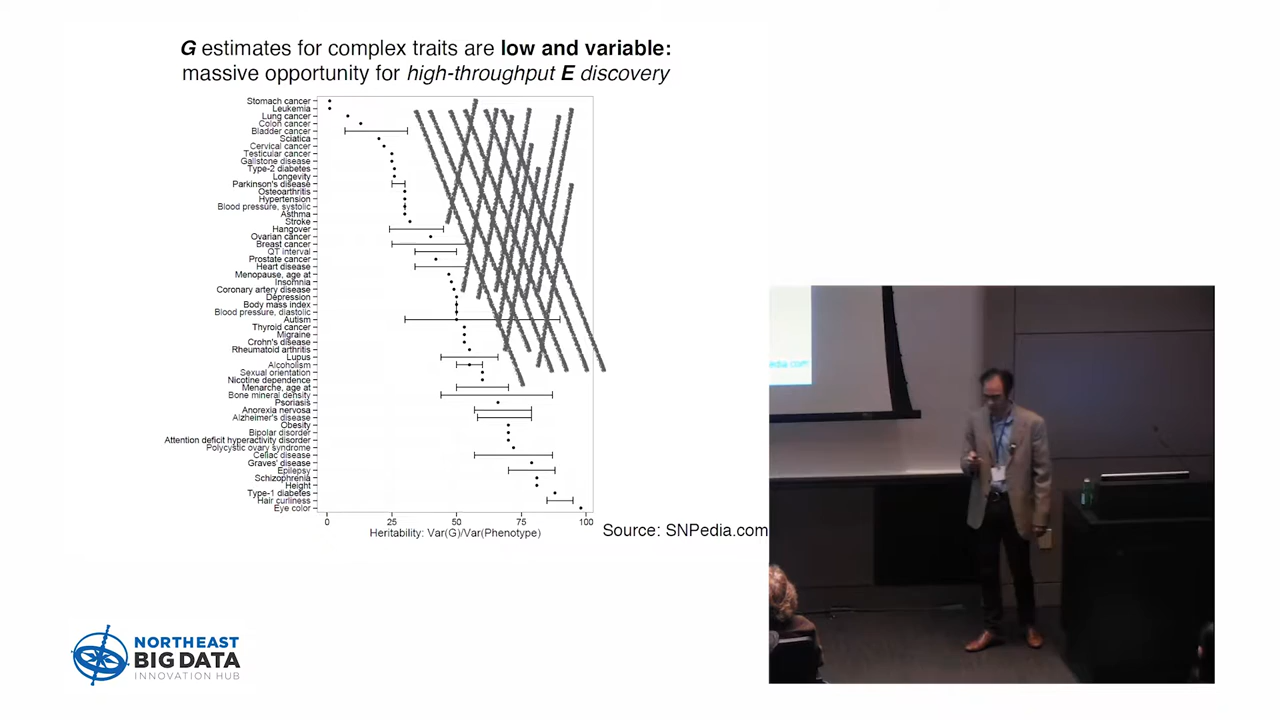 G estimates for complex traits are low and variable:
massive opportunity for high-throughput E discovery
Stomach cancer
Leukemia
Lung cancer
Colon cancer
Bladder cancer
Sciatica
Cervical cancer
Testicular cancer
Gallstone disease
Type-2 diabetes
Longevity
Parkinson's disease
Osteoarthritis
Hypertension
Blood pressure, systolic
Asthma
Stroke
Hangover
Ovarian cancer
Breast cancer
QT interval
Prostate cancer
Heart disease
Menopause, age at
Insomnia
Coronary artery disease
Depression
Body mass index
Blood pressure, diastolic
Autism
Thyroid cancer
Migraine
Crohn's disease
Rheumatoid arthritis
Lupus
Alcoholism
Sexual orientation
Nicotine dependence
Menarche, age at
Bone mineral density
Psoriasis
Anorexia nervosa
Alzheimer's disease
Obesity
Bipolar disorder
Attention deficit hyperactivity disorder
Polycystic ovary syndrome
Celiac disease
Graves' disease
Epilepsy
Schizophrenia
Height
Type-1 diabetes
Hair curliness
Eye color
0 25 50 75 100
Heritability: Var(G)/Var(Phenotype)
Source: SNPedia.com
edia.com
NORTHEAST
BIG DATA
INNOVATION HUB